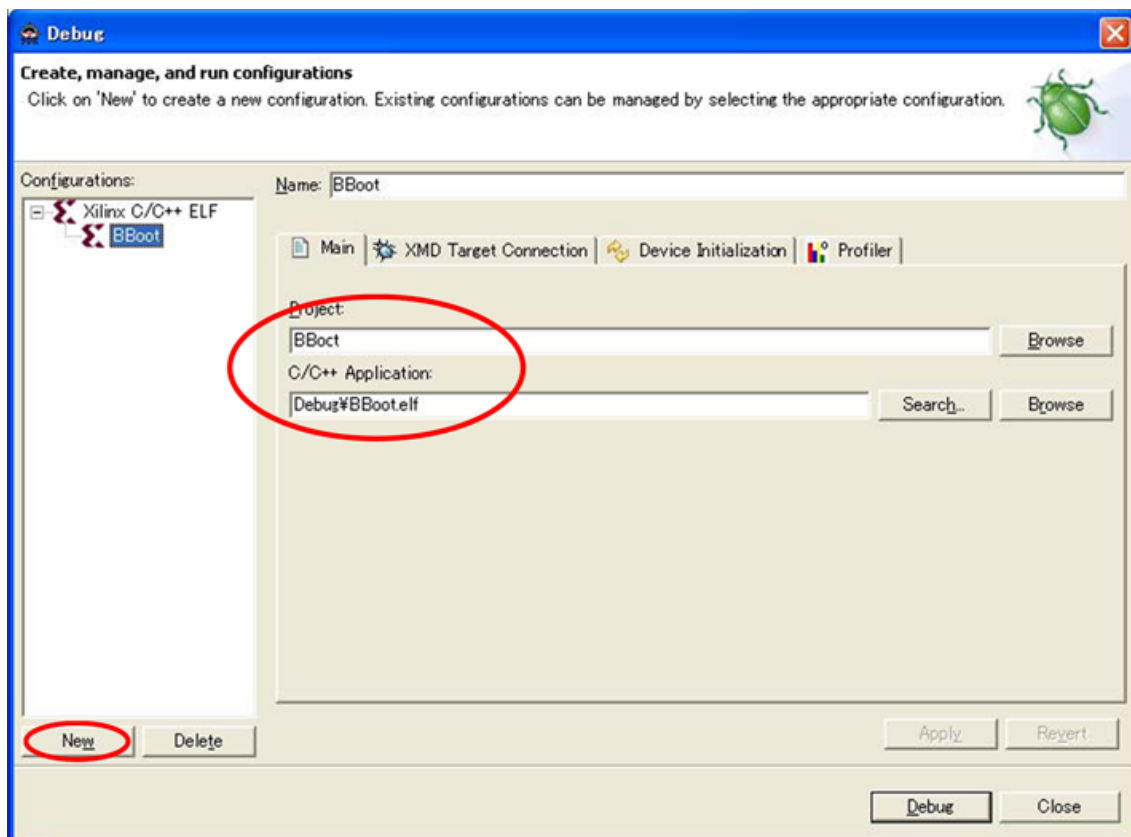 Debug
Create, manage, and run configurations
Click on 'New' to create a new configuration. Existing configurations can be managed by selecting the appropriate configuration.
Configurations:
Name: BBoot
Xilinx C/C++ ELF
BBoot
Main XMD Target Connection Device Initialization Profiler
Project:
BBoct Browse
C/C++ Application:
Debug¥BBoot.elf Search... Browse
New Delete Apply Revert
Debug Close